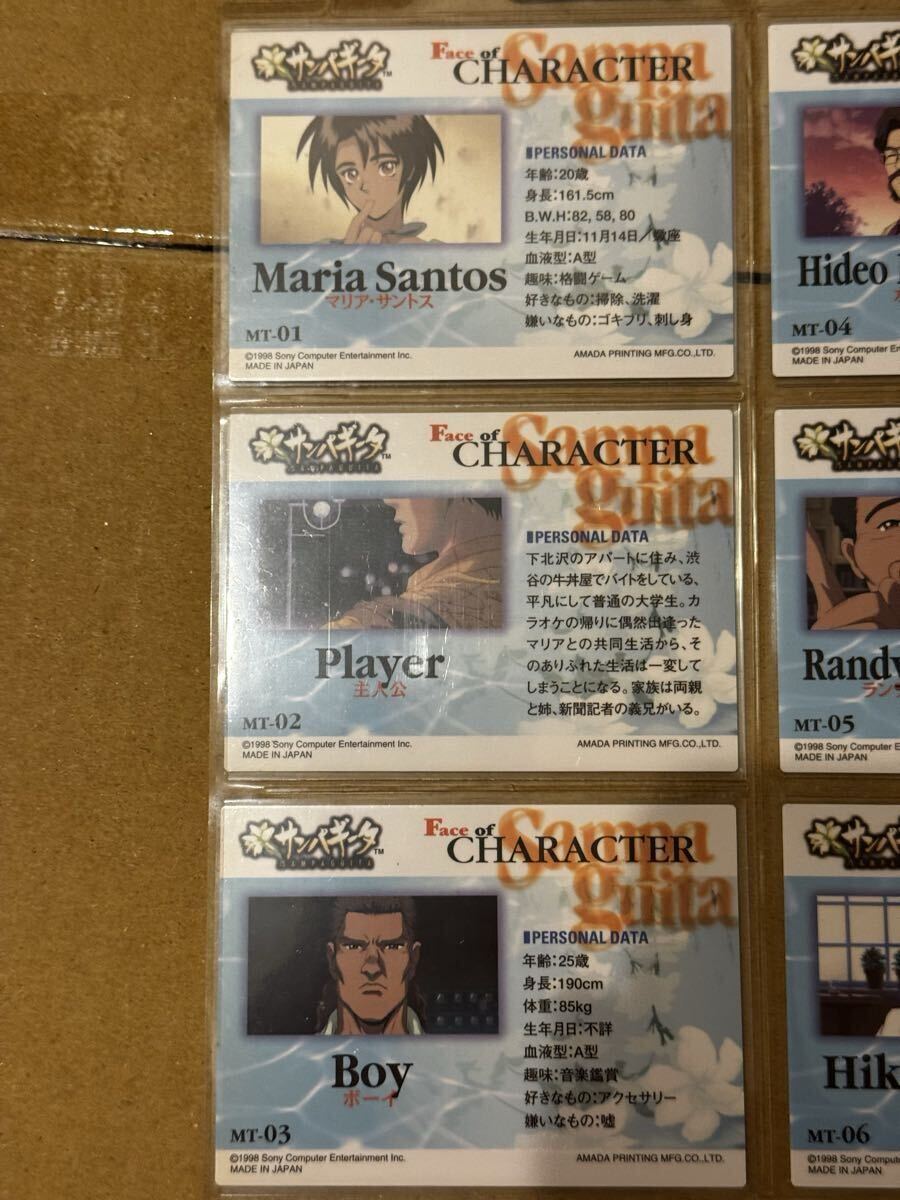 サンパギータ™
SAMPAGUITA
Face of
CHARACTER
Sampa
guita
PERSONAL DATA
年齢:20歳
身長:161.5cm
B.W.H:82, 58, 80
生年月日:11月14日/蠍座
血液型:A型
趣味:格闘ゲーム
好きなもの:掃除、洗濯
嫌いなもの:ゴキブリ、刺し身
Maria Santos
マリア・サントス
MT-01
©1998 Sony Computer Entertainment Inc.
MADE IN JAPAN
AMADA PRINTING MFG.CO.,LTD.
サンパギータ™
SAMPAGUITA
Face of
CHARACTER
Sampa
guita
PERSONAL DATA
下北沢のアパートに住み、渋
谷の牛丼屋でバイトをしている、
平凡にして普通の大学生。カ
ラオケの帰りに偶然出逢った
マリアとの共同生活から、そ
のありふれた生活は一変して
しまうことになる。家族は両親
と姉、新聞記者の義兄がいる。
Player
主人公
MT-02
©1998 Sony Computer Entertainment Inc.
MADE IN JAPAN
AMADA PRINTING MFG.CO.,LTD.
サンパギータ™
SAMPAGUITA
Face of
CHARACTER
Sampa
guita
PERSONAL DATA
年齢:25歳
身長:190cm
体重:85kg
生年月日:不詳
血液型:A型
趣味:音楽鑑賞
好きなもの:アクセサリー
嫌いなもの:嘘
Boy
ボーイ
MT-03
©1998 Sony Computer Entertainment Inc.
MADE IN JAPAN
AMADA PRINTING MFG.CO.,LTD.
サンパギ
Hideo
MT-04
©1998 Sony Computer
MADE IN JAPAN
サンパギ
Randy
ラン
MT-05
©1998 Sony Computer E
MADE IN JAPAN
サンパギ
Hik
MT-06
©1998 Sony Compu
MADE IN JAPAN